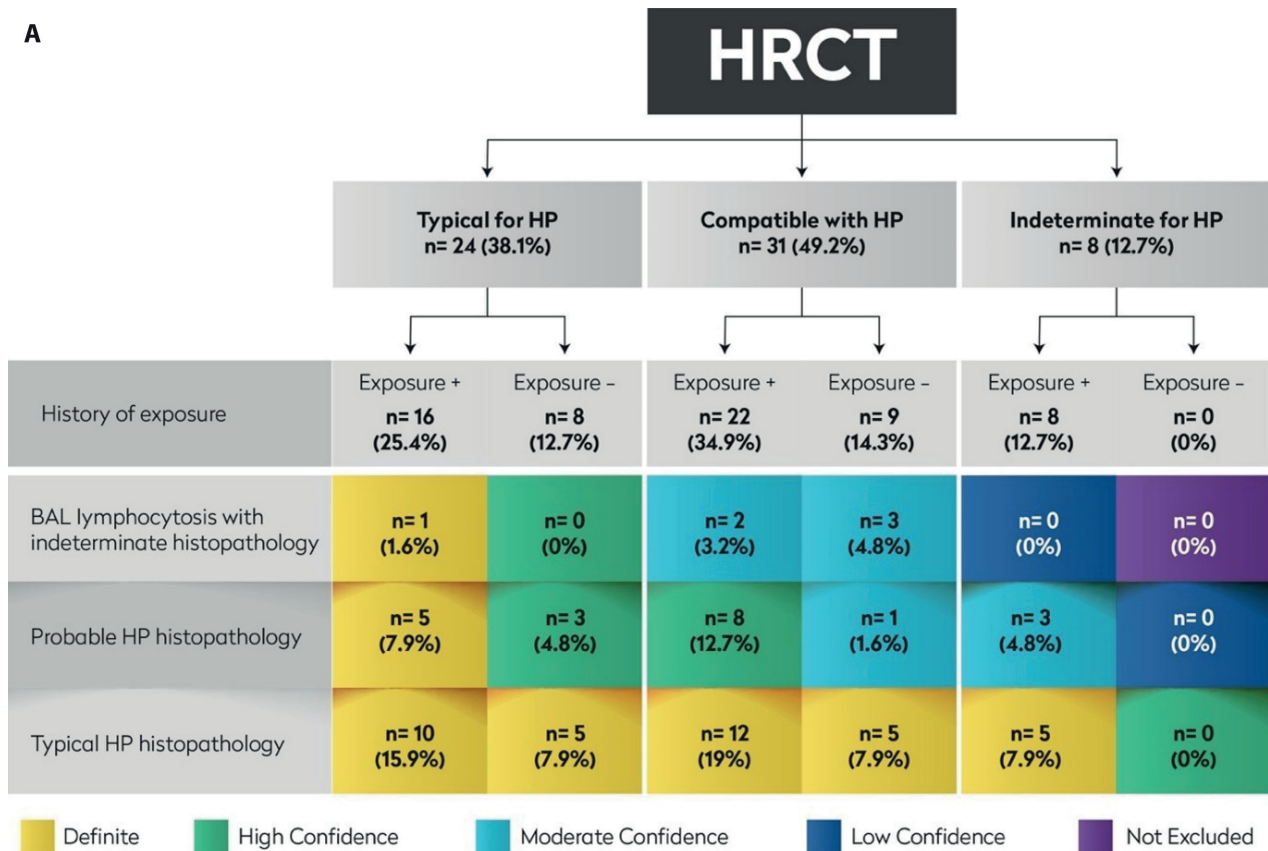 A
HRCT
Typical for HP
n= 24 (38.1%)
Compatible with HP
n= 31 (49.2%)
Indeterminate for HP
n= 8 (12.7%)
History of exposure
Exposure +
n= 16
(25.4%)
Exposure –
n= 8
(12.7%)
Exposure +
n= 22
(34.9%)
Exposure –
n= 9
(14.3%)
Exposure +
n= 8
(12.7%)
Exposure –
n= 0
(0%)
BAL lymphocytosis with
indeterminate histopathology
n= 1
(1.6%)
n= 0
(0%)
n= 2
(3.2%)
n= 3
(4.8%)
n= 0
(0%)
n= 0
(0%)
Probable HP histopathology
n= 5
(7.9%)
n= 3
(4.8%)
n= 8
(12.7%)
n= 1
(1.6%)
n= 3
(4.8%)
n= 0
(0%)
Typical HP histopathology
n= 10
(15.9%)
n= 5
(7.9%)
n= 12
(19%)
n= 5
(7.9%)
n= 5
(7.9%)
n= 0
(0%)
Definite
High Confidence
Moderate Confidence
Low Confidence
Not Excluded